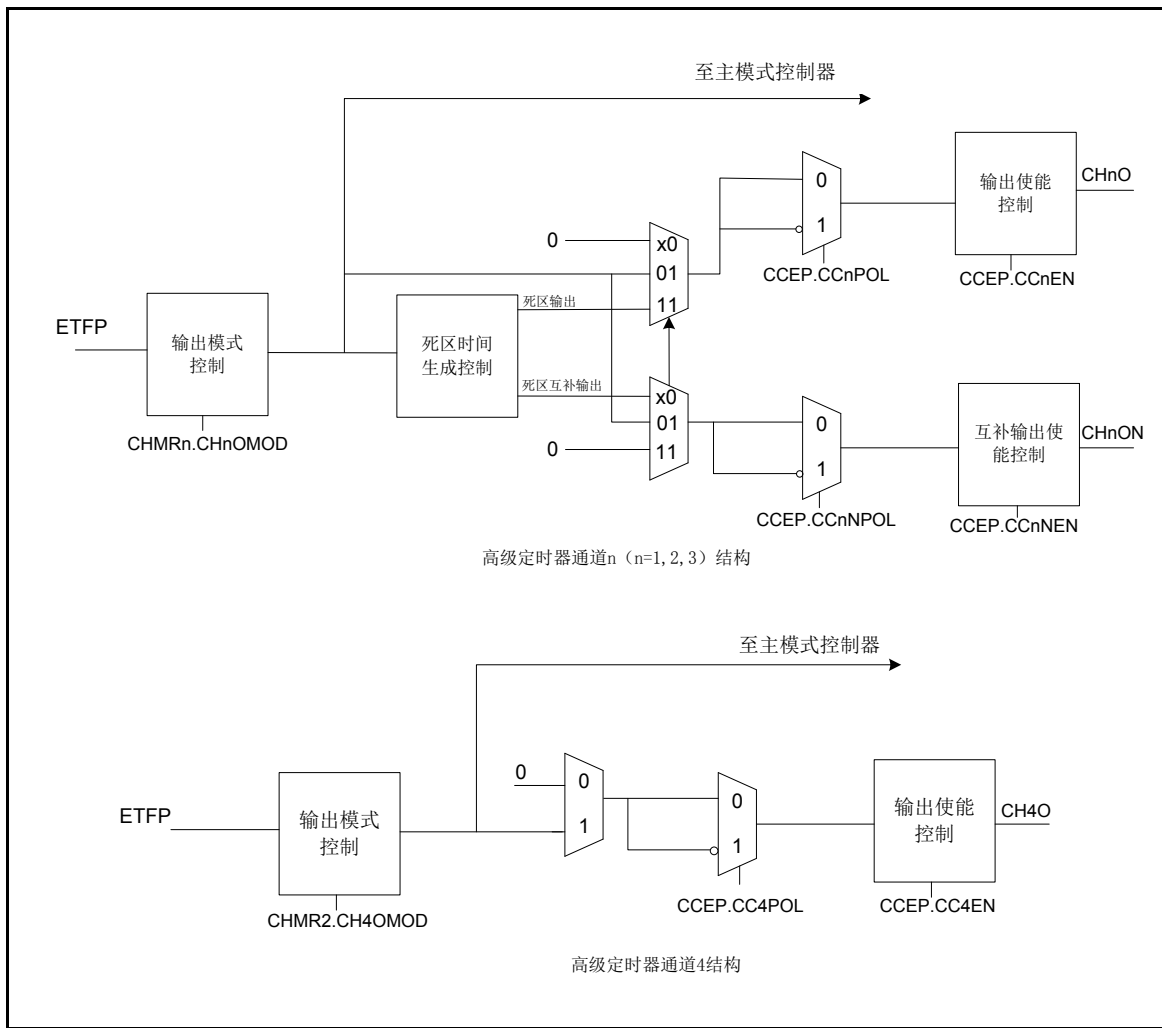 至主模式控制器
0
x0
01
11
0
1
CCEP.CCnPOL
输出使能
控制
CHnO
CCEP.CCnEN
ETFP
输出模式
控制
CHMRn.CHnOMOD
死区时间
生成控制
死区输出
死区互补输出
x0
01
11
0
0
1
CCEP.CCnNPOL
互补输出使
能控制
CHnON
CCEP.CCnNEN
高级定时器通道n（n=1,2,3）结构
至主模式控制器
ETFP
输出模式
控制
CHMR2.CH4OMOD
0
0
1
0
1
CCEP.CC4POL
输出使能
控制
CH4O
CCEP.CC4EN
高级定时器通道4结构